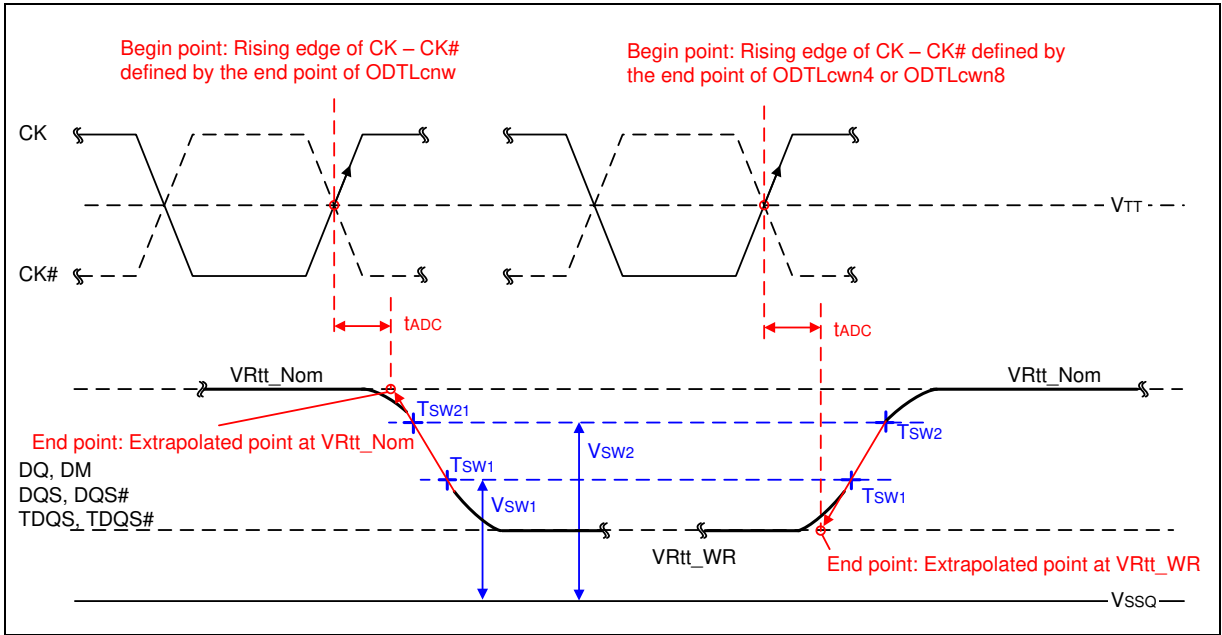 Begin point: Rising edge of CK – CK#
defined by the end point of ODTLcnw
Begin point: Rising edge of CK – CK# defined by
the end point of ODTLcwn4 or ODTLcwn8
CK
VTT
CK#
tADC
tADC
VRtt_Nom
VRtt_Nom
TSW21
TSW2
End point: Extrapolated point at VRtt_Nom
VSW2
DQ, DM
DQS, DQS#
TDQS, TDQS#
TSW1
VSW1
TSW1
VRtt_WR
End point: Extrapolated point at VRtt_WR
VSSQ